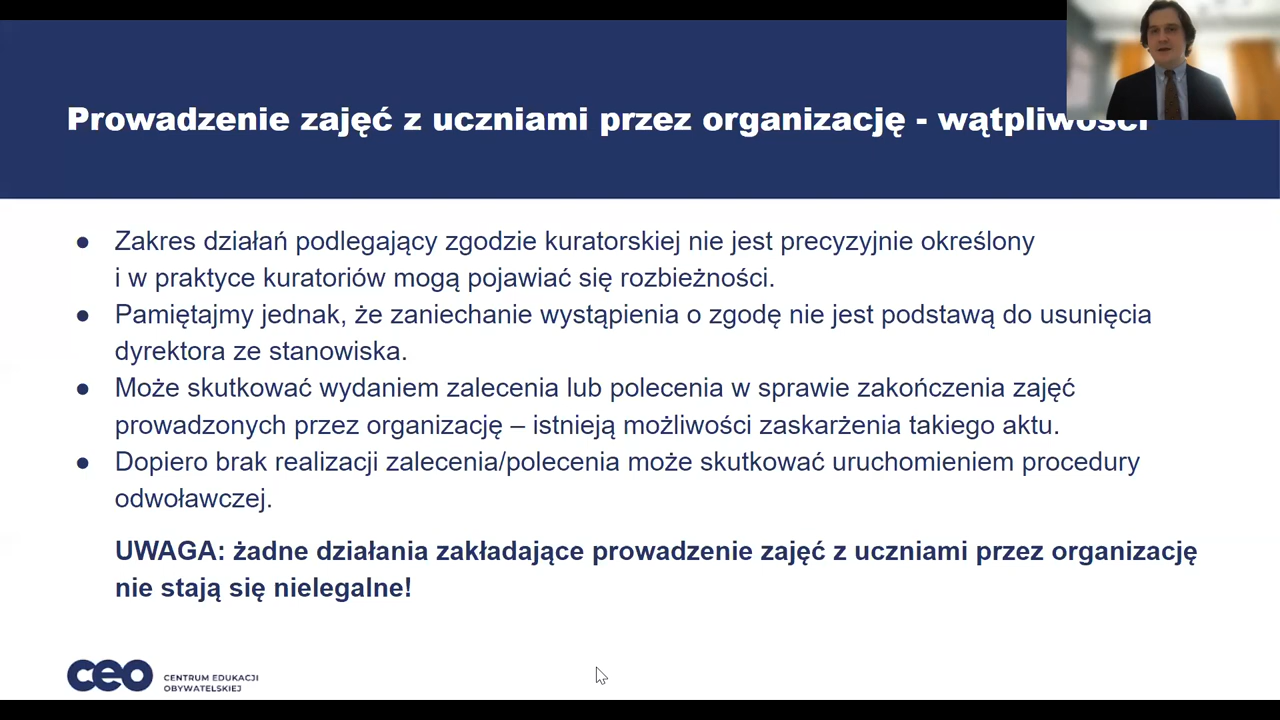 Prowadzenie zajęć z uczniami przez organizację - wątpliwości
● Zakres działań podlegający zgodzie kuratorskiej nie jest precyzyjnie określony
i w praktyce kuratoriów mogą pojawiać się rozbieżności.
● Pamiętajmy jednak, że zaniechanie wystąpienia o zgodę nie jest podstawą do usunięcia
dyrektora ze stanowiska.
● Może skutkować wydaniem zalecenia lub polecenia w sprawie zakończenia zajęć
prowadzonych przez organizację – istnieją możliwości zaskarżenia takiego aktu.
● Dopiero brak realizacji zalecenia/polecenia może skutkować uruchomieniem procedury
odwoławczej.
UWAGA: żadne działania zakładające prowadzenie zajęć z uczniami przez organizację
nie stają się nielegalne!
ceo
CENTRUM EDUKACJI
OBYWATELSKIEJ